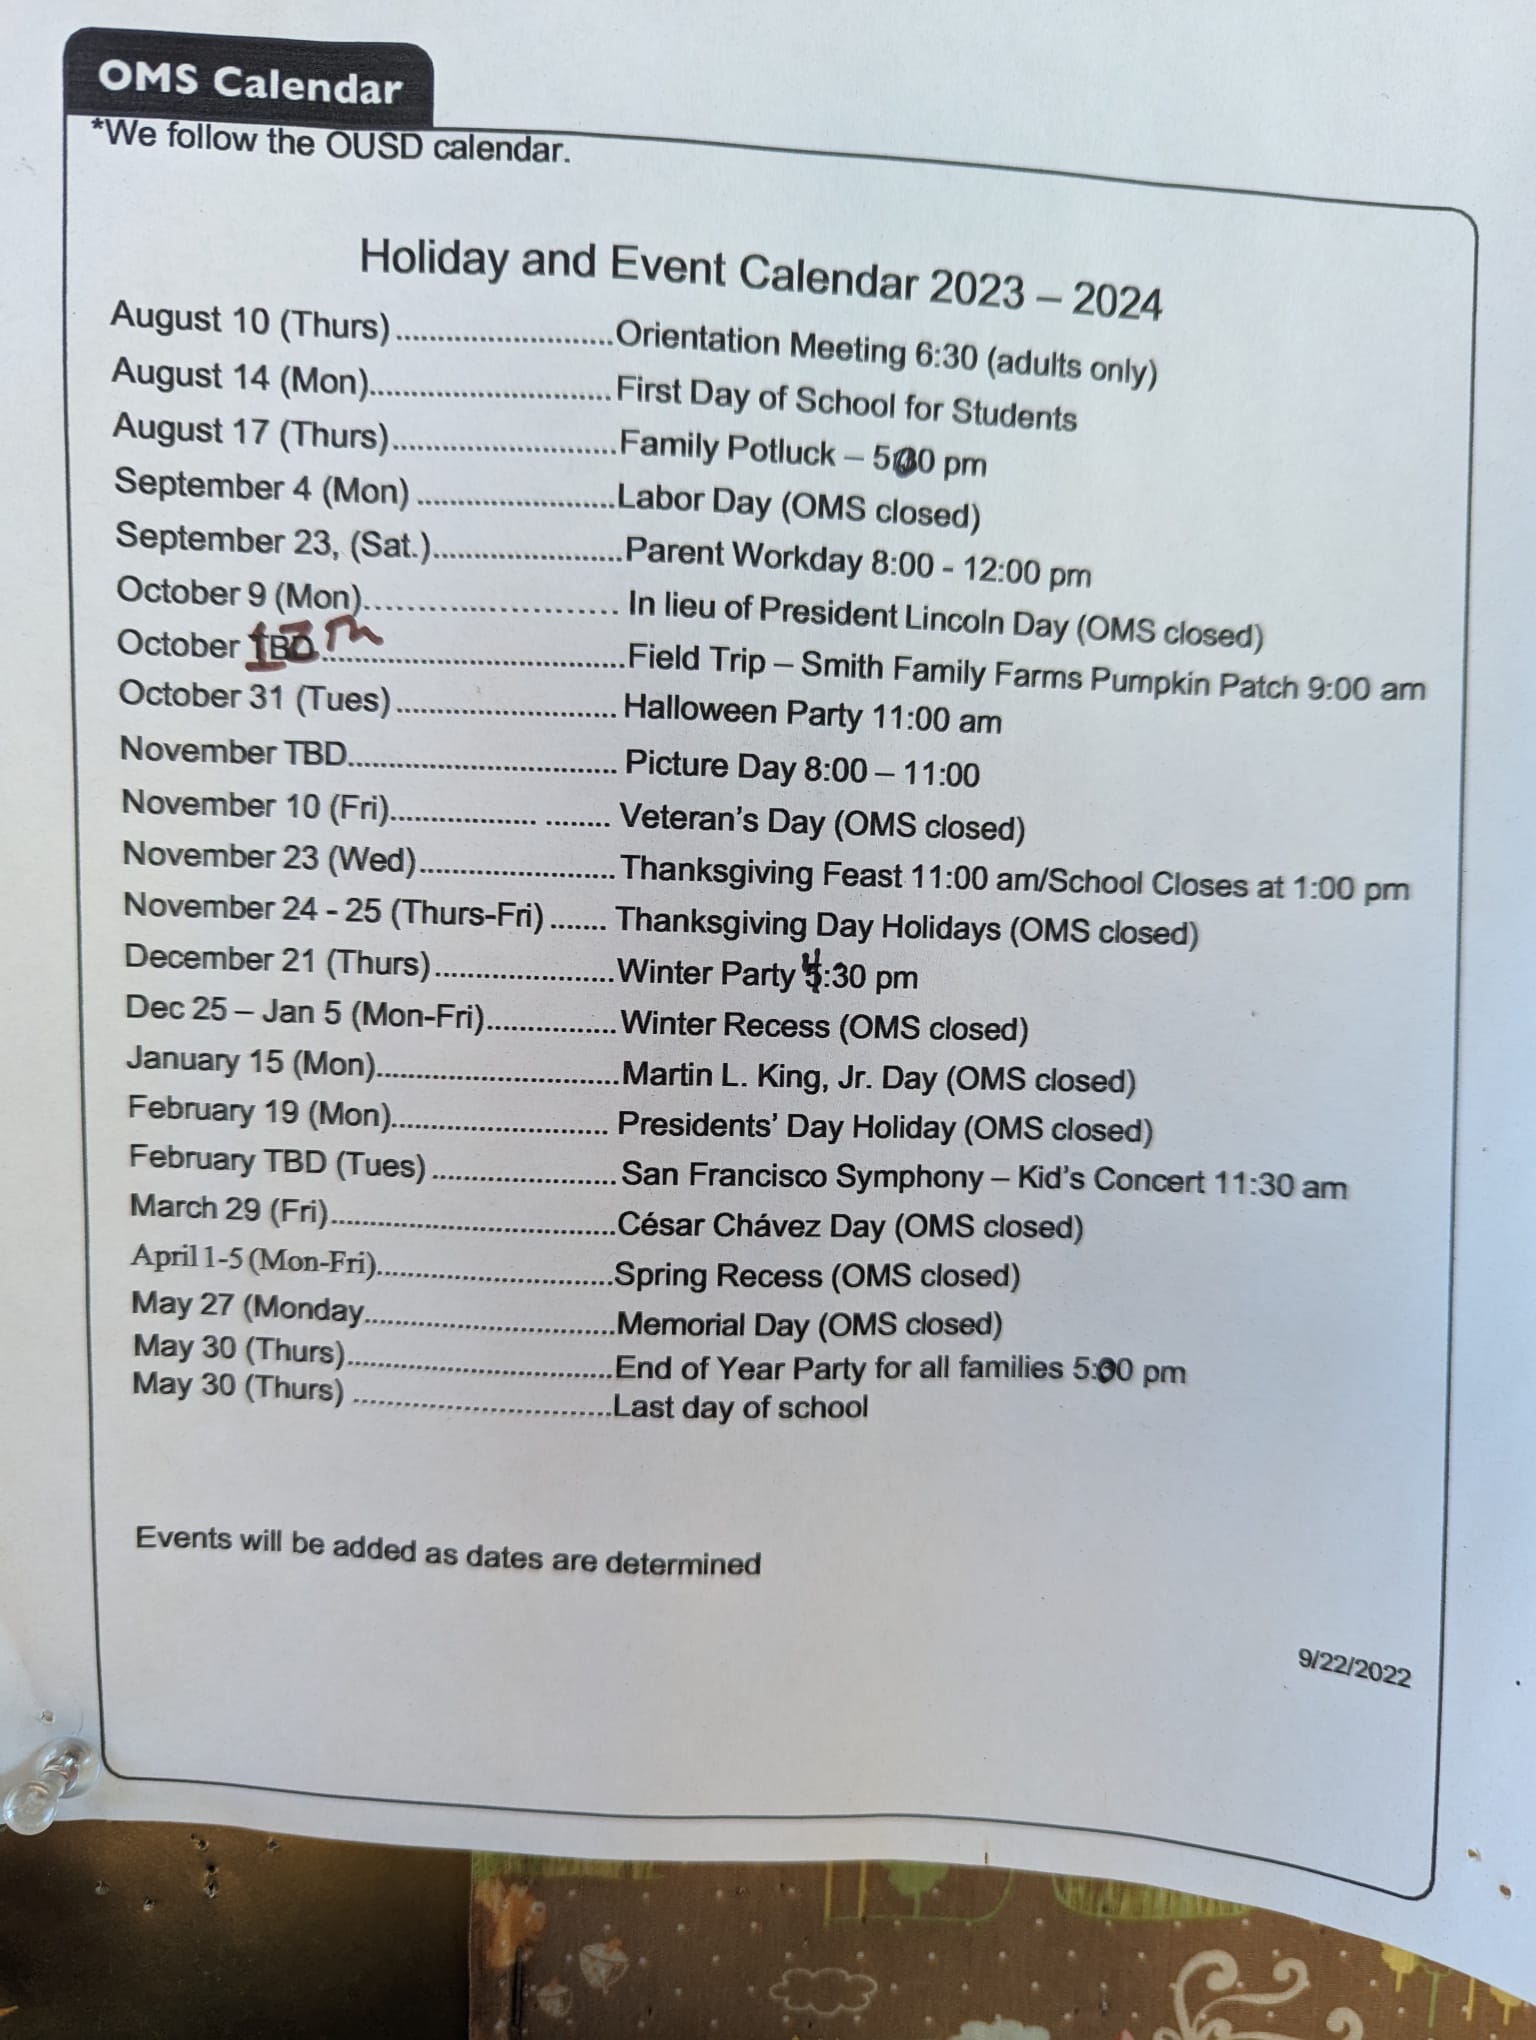 OMS Calendar
*We follow the OUSD calendar.
Holiday and Event Calendar 2023 – 2024
August 10 (Thurs)........................Orientation Meeting 6:30 (adults only)
August 14 (Mon)...........................First Day of School for Students
August 17 (Thurs).........................Family Potluck – 5:00 pm
September 4 (Mon) ......................Labor Day (OMS closed)
September 23, (Sat.).....................Parent Workday 8:00 - 12:00 pm
October 9 (Mon)............................ In lieu of President Lincoln Day (OMS closed)
October Th..................................Field Trip – Smith Family Farms Pumpkin Patch 9:00 am
October 31 (Tues)......................... Halloween Party 11:00 am
November TBD.............................. Picture Day 8:00 – 11:00
November 10 (Fri)................. ........ Veteran's Day (OMS closed)
November 23 (Wed)......................Thanksgiving Feast 11:00 am/School Closes at 1:00 pm
November 24 - 25 (Thurs-Fri) ....... Thanksgiving Day Holidays (OMS closed)
December 21 (Thurs)....................Winter Party 4:30 pm
Dec 25 – Jan 5 (Mon-Fri)...............Winter Recess (OMS closed)
January 15 (Mon)...........................Martin L. King, Jr. Day (OMS closed)
February 19 (Mon)........................ Presidents' Day Holiday (OMS closed)
February TBD (Tues) .....................San Francisco Symphony – Kid's Concert 11:30 am
March 29 (Fri)................................César Chávez Day (OMS closed)
April 1-5 (Mon-Fri)..........................Spring Recess (OMS closed)
May 27 (Monday............................Memorial Day (OMS closed)
May 30 (Thurs)..............................End of Year Party for all families 5:00 pm
May 30 (Thurs) .............................Last day of school
Events will be added as dates are determined
9/22/2022